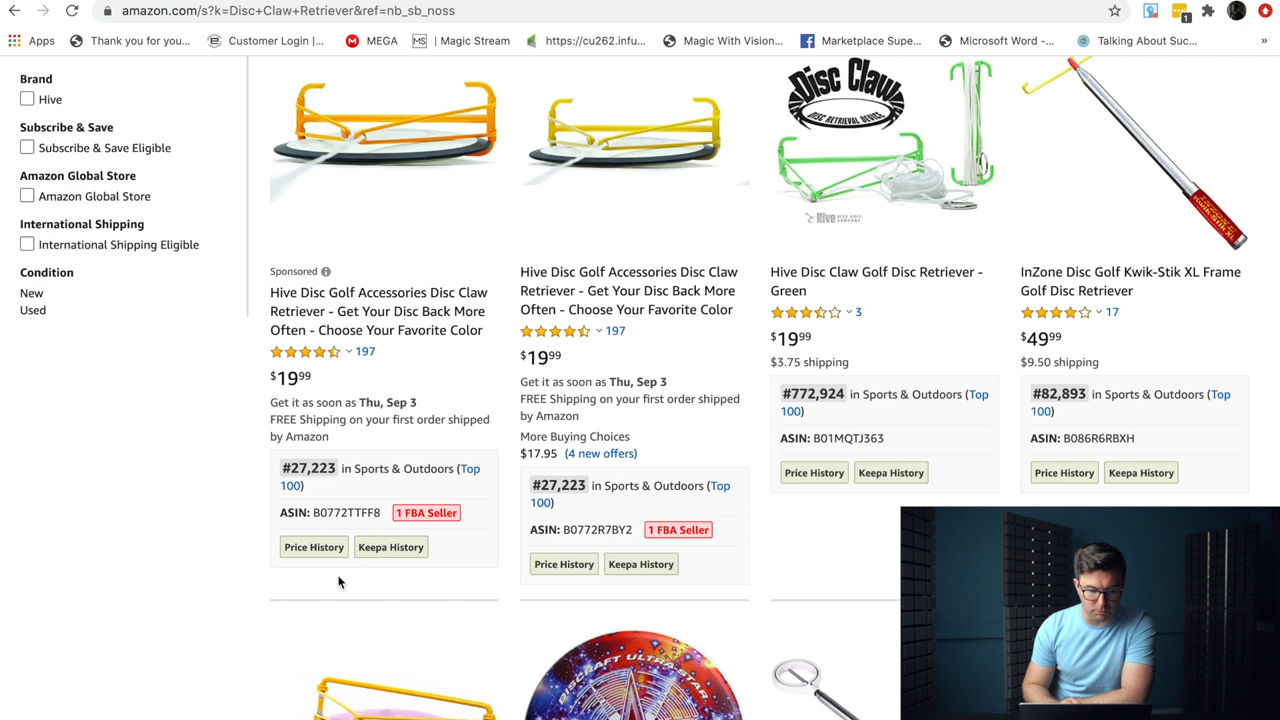 amazon.com/s?k=Disc+Claw+Retriever&ref=nb_sb_noss
1
Apps
Thank you for you...
Customer Login |...
MEGA
MS
| Magic Stream
https://cu262.infu...
Magic With Vision...
Marketplace Supe...
Microsoft Word -...
Talking About Suc...
»
Brand
Hive
Subscribe & Save
Subscribe & Save Eligible
Amazon Global Store
Amazon Global Store
International Shipping
International Shipping Eligible
Condition
New
Used
Sponsored
Hive Disc Golf Accessories Disc Claw
Retriever - Get Your Disc Back More
Often - Choose Your Favorite Color
197
$19 99
Get it as soon as Thu, Sep 3
FREE Shipping on your first order shipped
by Amazon
#27,223 in Sports & Outdoors (Top
100)
ASIN: B0772TTFF8 1 FBA Seller
Price History Keepa History
Hive Disc Golf Accessories Disc Claw
Retriever - Get Your Disc Back More
Often - Choose Your Favorite Color
197
$19 99
Get it as soon as Thu, Sep 3
FREE Shipping on your first order shipped
by Amazon
More Buying Choices
$17.95 (4 new offers)
#27,223 in Sports & Outdoors (Top
100)
ASIN: B0772R7BY2 1 FBA Seller
Price History Keepa History
Disc Claw
DISC RETRIEVAL DEVICE
Hive DISC GOLF
COMPANY
Hive Disc Claw Golf Disc Retriever -
Green
3
$19 99
$3.75 shipping
#772,924 in Sports & Outdoors (Top
100)
ASIN: B01MQTJ363
Price History Keepa History
KWIK-STIK XL
InZone Disc Golf Kwik-Stik XL Frame
Golf Disc Retriever
17
$49 99
$9.50 shipping
#82,893 in Sports & Outdoors (Top
100)
ASIN: B086R6RBXH
Price History Keepa History
DISCRAFT ULTRA-STAR